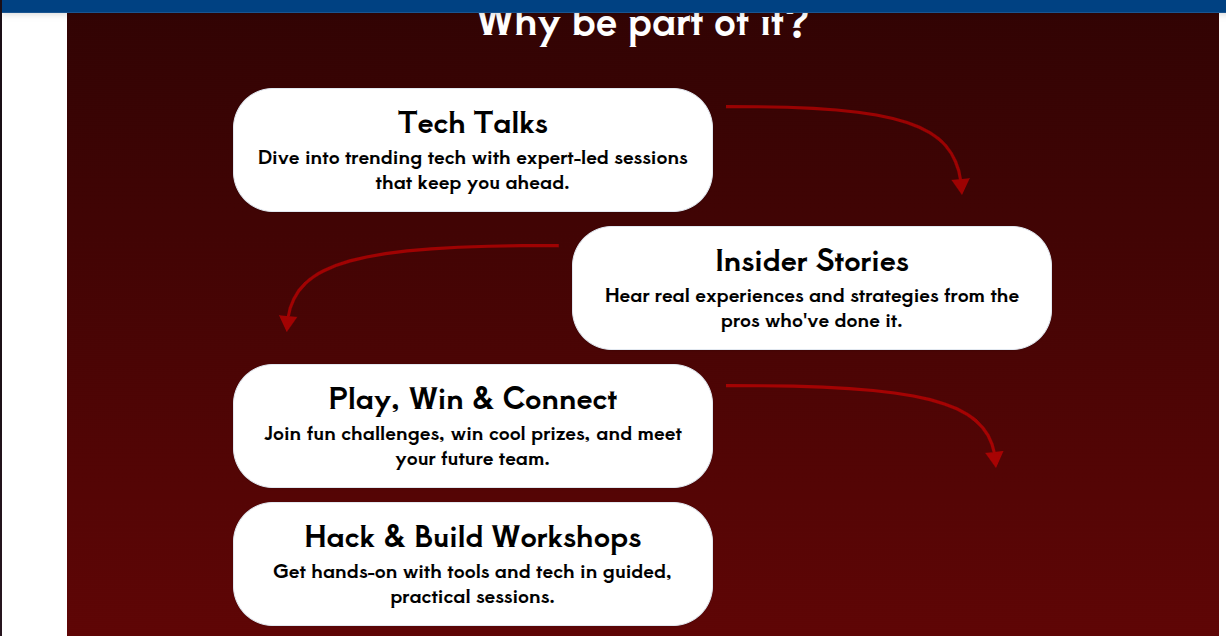 Why be part of it?
Tech Talks
Dive into trending tech with expert-led sessions
that keep you ahead.
Insider Stories
Hear real experiences and strategies from the
pros who've done it.
Play, Win & Connect
Join fun challenges, win cool prizes, and meet
your future team.
Hack & Build Workshops
Get hands-on with tools and tech in guided,
practical sessions.